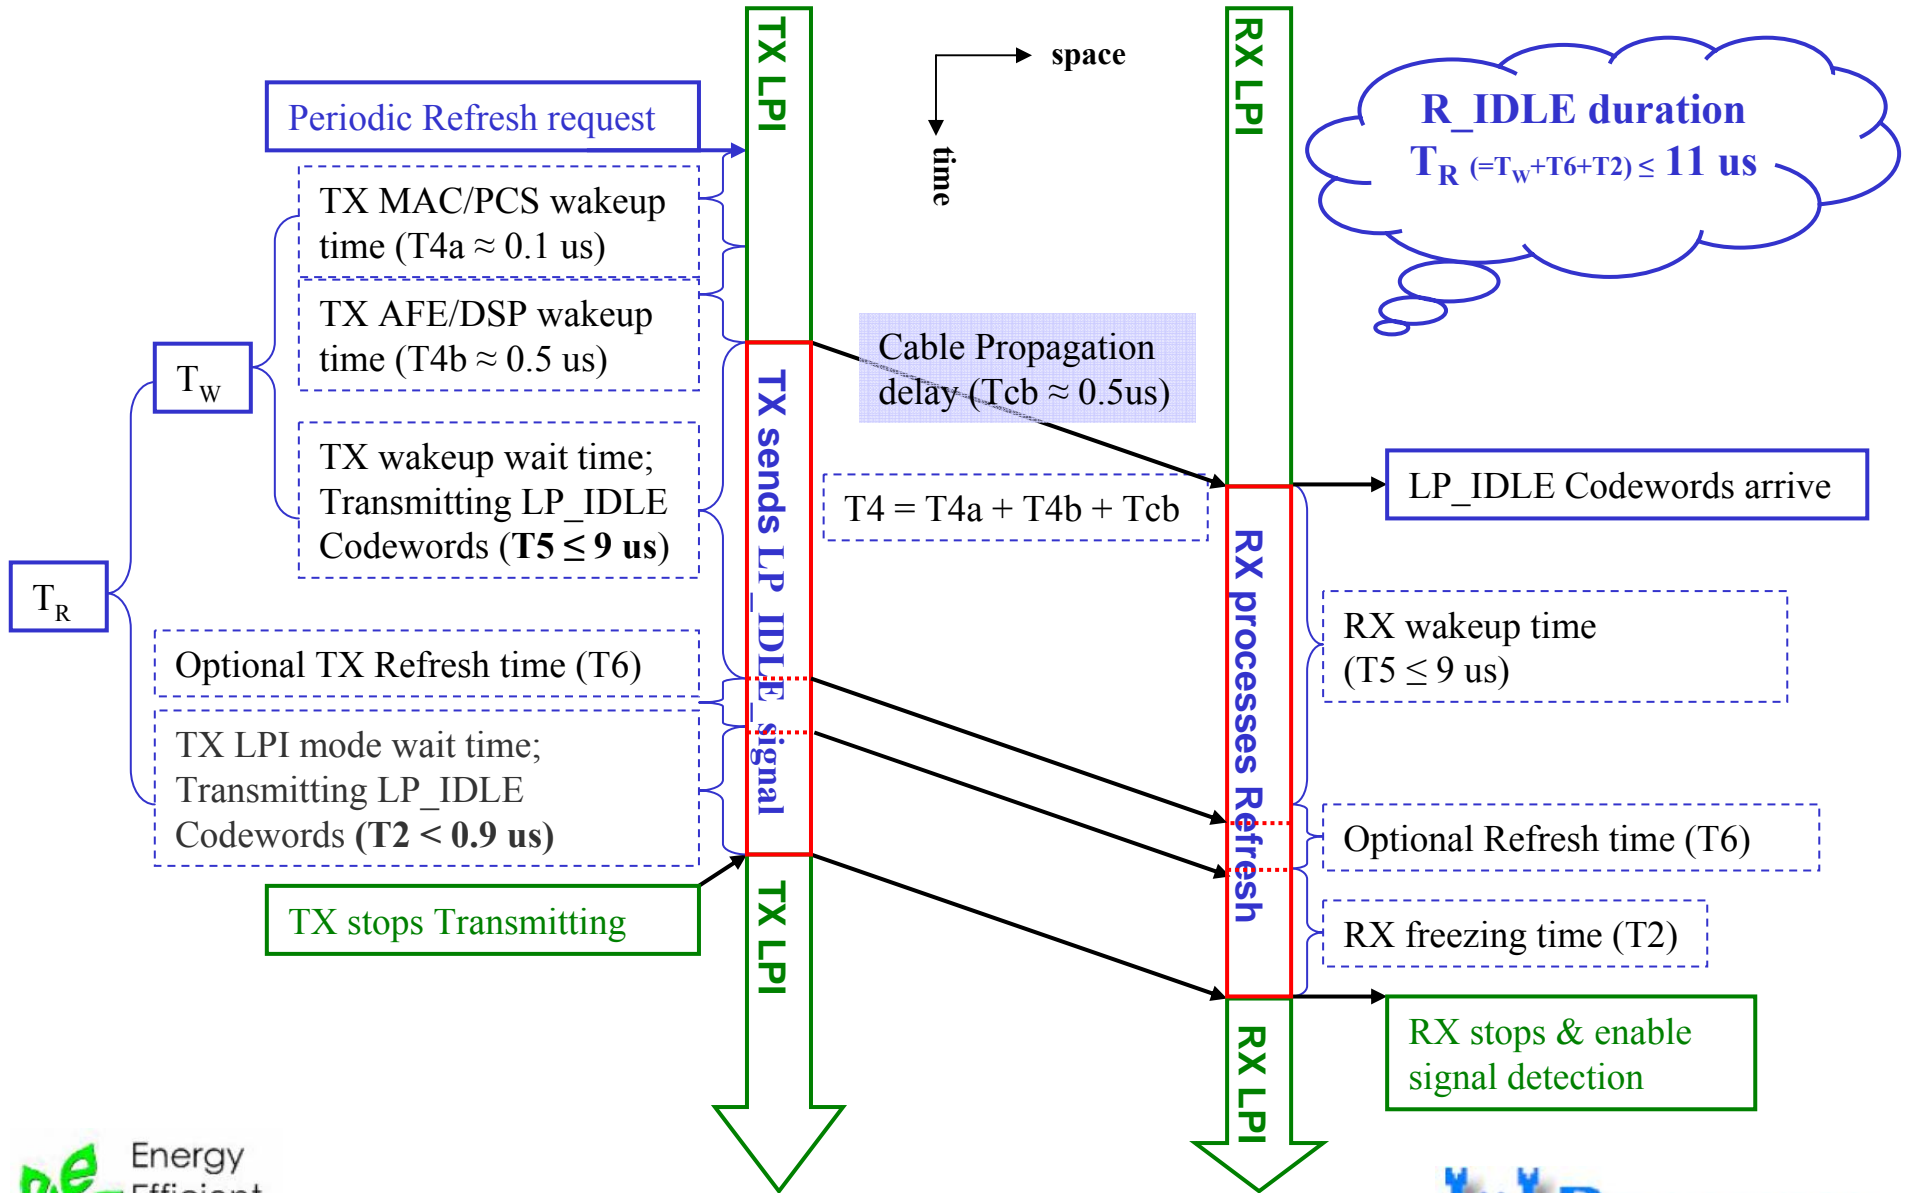 TX LPI
RX LPI
space
time
Periodic Refresh request
R_IDLE duration
TR (=Tw+T6+T2) ≤ 11 us
TX MAC/PCS wakeup
time (T4a ≈ 0.1 us)
TX AFE/DSP wakeup
time (T4b ≈ 0.5 us)
TW
Cable Propagation
delay (Tcb ≈ 0.5us)
TX wakeup wait time;
Transmitting LP_IDLE
Codewords (T5 ≤ 9 us)
TX sends LP_IDLE_signal
T4 = T4a + T4b + Tcb
LP_IDLE Codewords arrive
TR
RX processes Refresh
RX wakeup time
(T5 ≤ 9 us)
Optional TX Refresh time (T6)
TX LPI mode wait time;
Transmitting LP_IDLE
Codewords (T2 < 0.9 us)
Optional Refresh time (T6)
TX stops Transmitting
TX LPI
RX freezing time (T2)
RX LPI
RX stops & enable
signal detection
Energy
Efficient